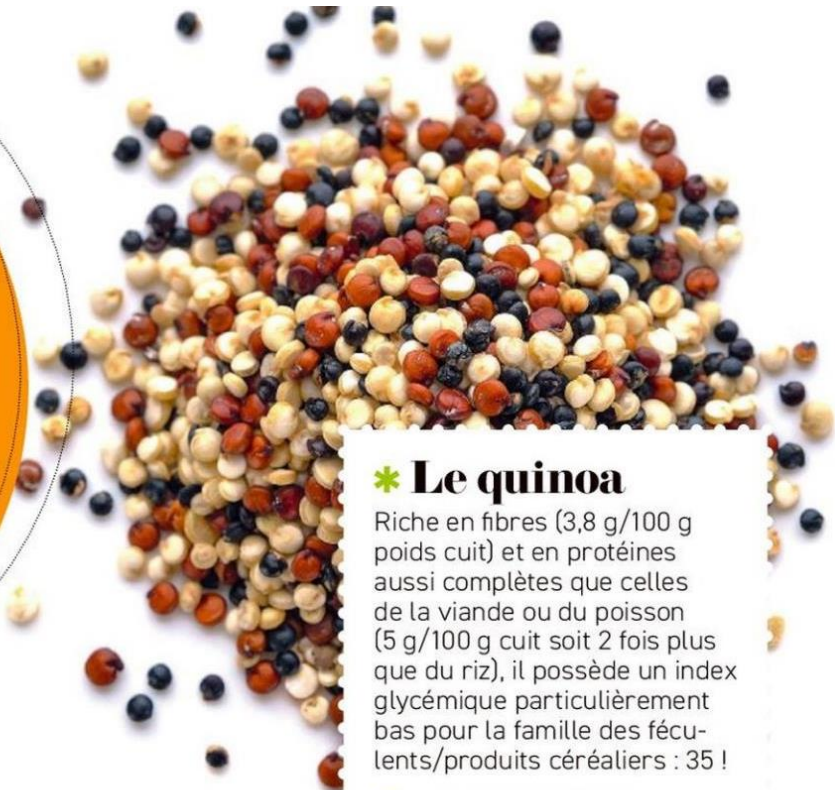 * Le quinoa
Riche en fibres (3,8 g/100 g
poids cuit) et en protéines
aussi complètes que celles
de la viande ou du poisson
(5 g/100 g cuit soit 2 fois plus
que du riz), il possède un index
glycémique particulièrement
bas pour la famille des fécu-
lents/produits céréaliers : 35 !